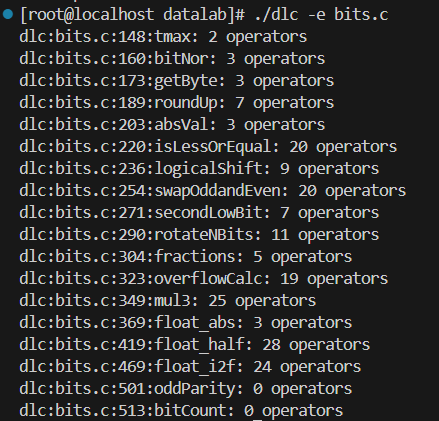 [root@localhost datalab]# ./dlc -e bits.c
dlc:bits.c:148:tmax: 2 operators
dlc:bits.c:160:bitNor: 3 operators
dlc:bits.c:173:getByte: 3 operators
dlc:bits.c:189:roundUp: 7 operators
dlc:bits.c:203:absVal: 3 operators
dlc:bits.c:220:isLessOrEqual: 20 operators
dlc:bits.c:236:logicalShift: 9 operators
dlc:bits.c:254:swapOddandEven: 20 operators
dlc:bits.c:271:secondLowBit: 7 operators
dlc:bits.c:290:rotateNBits: 11 operators
dlc:bits.c:304:fractions: 5 operators
dlc:bits.c:323:overflowCalc: 19 operators
dlc:bits.c:349:mul3: 25 operators
dlc:bits.c:369:float_abs: 3 operators
dlc:bits.c:419:float_half: 28 operators
dlc:bits.c:469:float_i2f: 24 operators
dlc:bits.c:501:oddParity: 0 operators
dlc:bits.c:513:bitCount: 0 operators